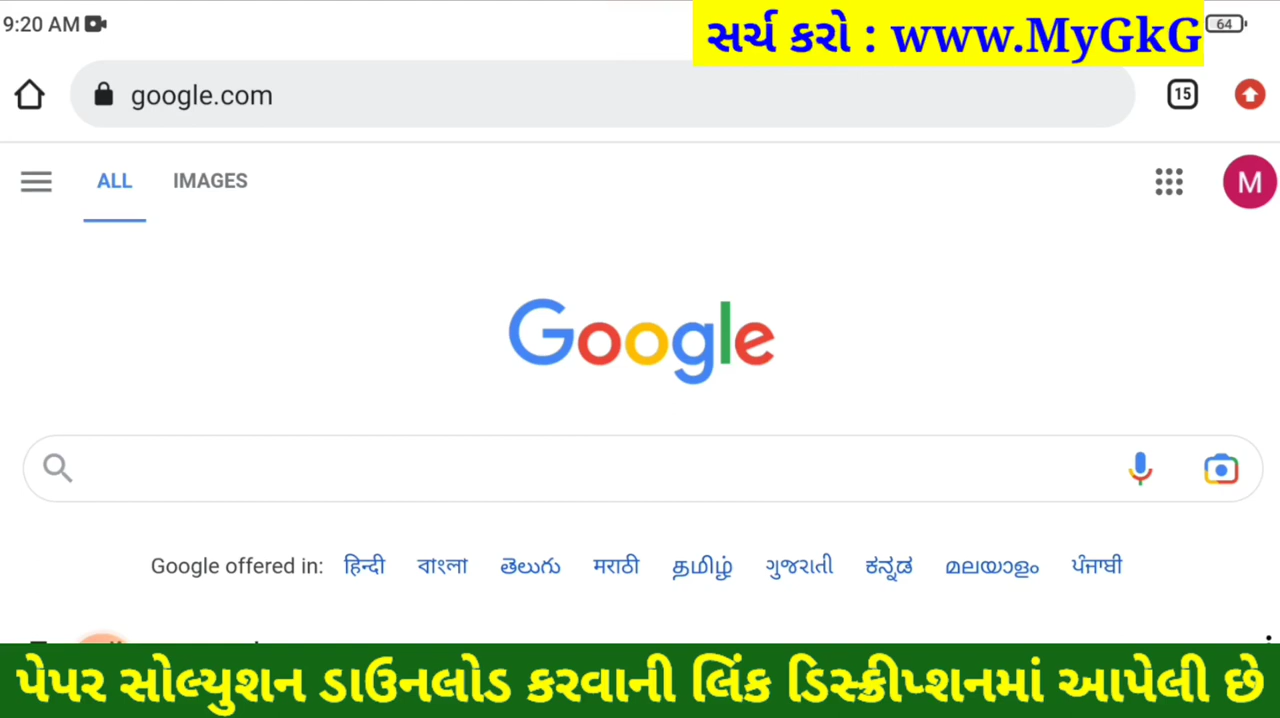 9:20 AM
સર્ચ કરો : www.MyGkG
64
google.com
15
ALL IMAGES
M
Google
Google offered in: हिन्दी বাংলা తెలుగు मराठी தமிழ் ગુજરાતી ಕನ್ನಡ മലയാളം ਪੰਜਾਬੀ
પેપર સોલ્યુશન ડાઉનલોડ કરવાની લિંક ડિસ્ક્રીપ્શનમાં આપેલી છે